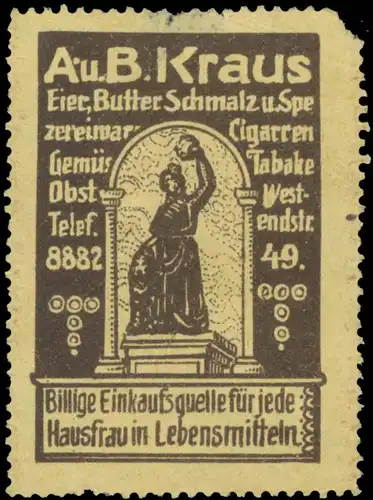 A. u. B. Kraus
Eier, Butter Schmalz u. Spe
zereiwar Cigarren
Gemüs Tabake
Obst West-
Telef. endstr.
8882 49.
Billige Einkaufsquelle für jede
Hausfrau in Lebensmitteln